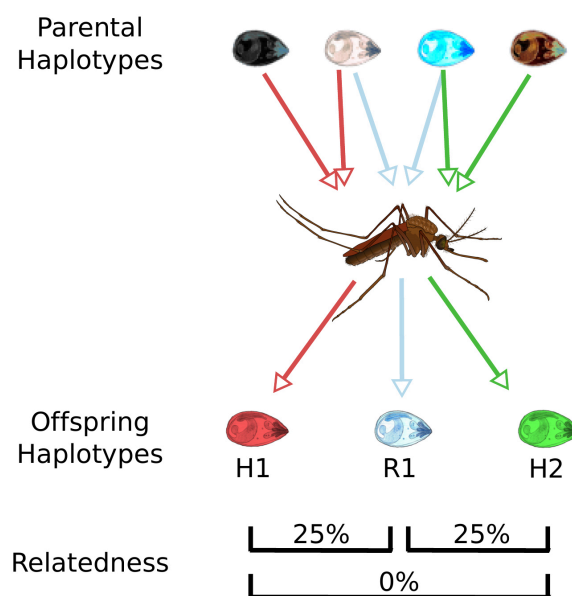 Parental
Haplotypes
Offspring
Haplotypes
H1 R1 H2
25% 25%
Relatedness
0%